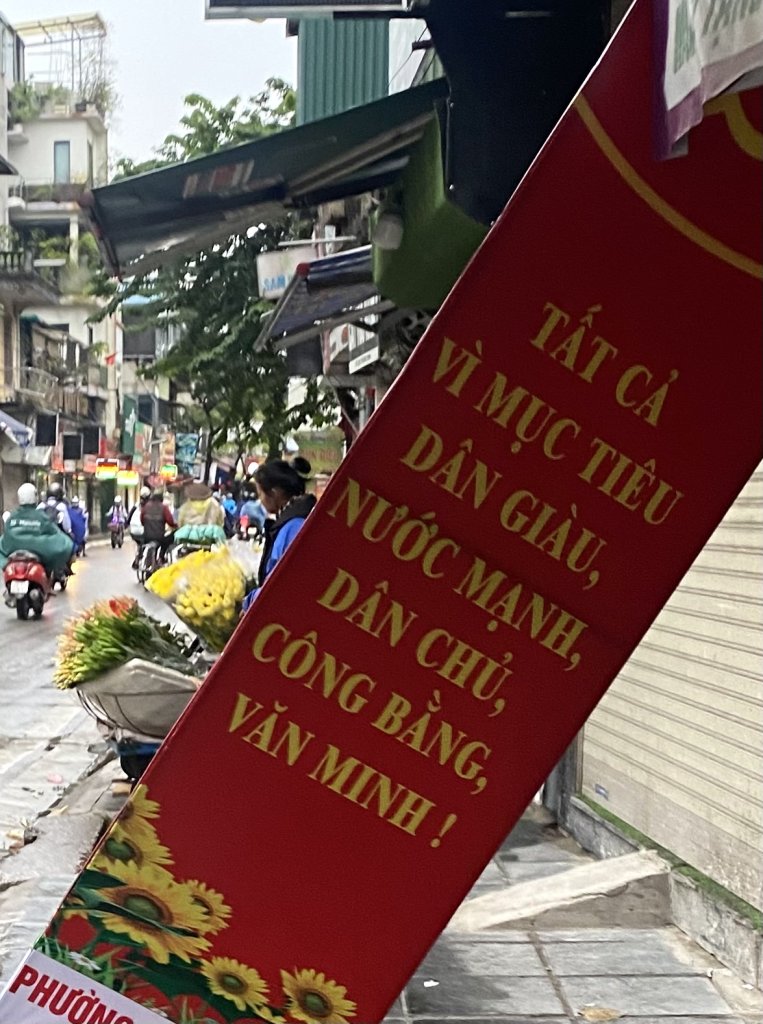 TẤT CẢ
VÌ MỤC TIÊU
DÂN GIÀU,
NƯỚC MẠNH,
DÂN CHỦ,
CÔNG BẰNG,
VĂN MINH !
PHƯỜNG